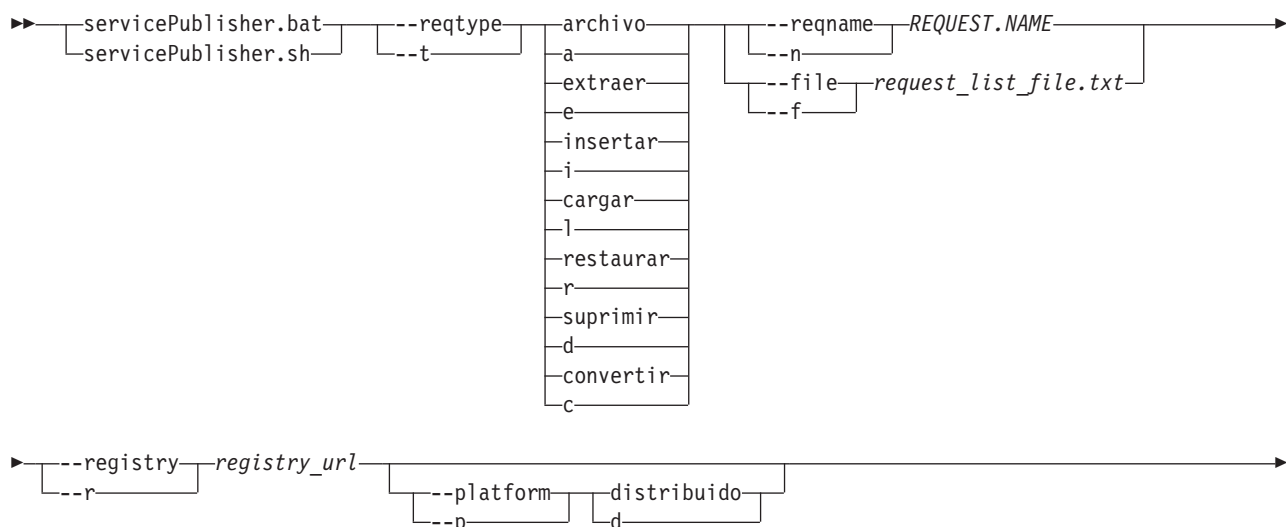 servicePublisher.bat --reqtype archivo --reqname REQUEST.NAME
servicePublisher.sh --t a --n
extraer --file request_list_file.txt
e --f
insertar
i
cargar
l
restaurar
r
suprimir
d
convertir
c
--registry registry_url
--r --platform distribuido
--p d